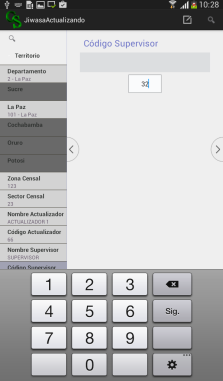 10:28
JiwasaActualizando
Territorio
Departamento
2 - La Paz
Sucre
La Paz
101 - La Paz
Cochabamba
Oruro
Potosi
Zona Censal
123
Sector Censal
23
Nombre Actualizador
ACTUALIZADOR 1
Código Actualizador
66
Nombre Supervisor
SUPERVISOR
Código Supervisor
Código Supervisor
32
1 2 3
4 5 6 Sig.
7 8 9
0